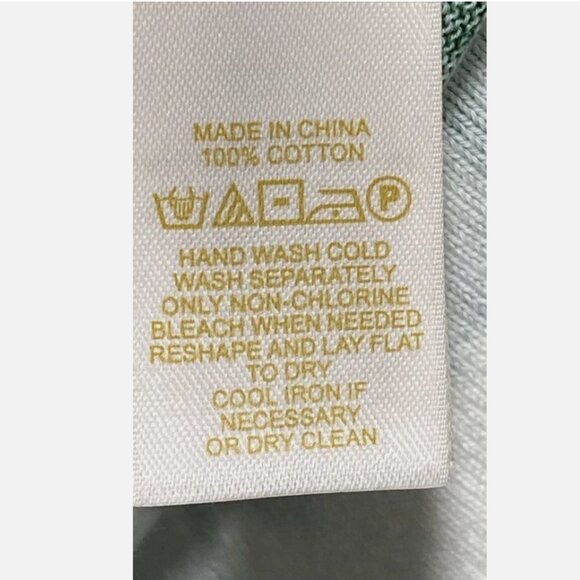 MADE IN CHINA
100% COTTON
P
HAND WASH COLD
WASH SEPARATELY
ONLY NON-CHLORINE
BLEACH WHEN NEEDED
RESHAPE AND LAY FLAT
TO DRY
COOL IRON IF
NECESSARY
OR DRY CLEAN